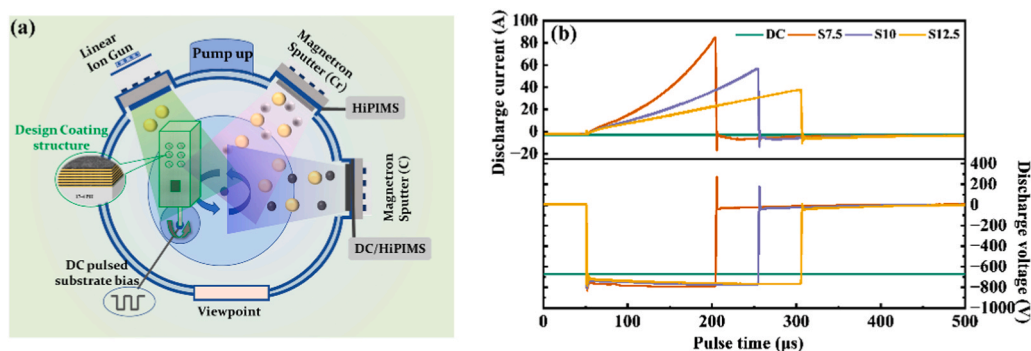 (a)
Linear
Ion Gun
Pump up
Magnetron
Sputter (Cr)
HiPIMS
Design Coating
structure
Magnetron
Sputter (C)
DC/HiPIMS
DC pulsed
substrate bias
Viewpoint
(b)
DC S7.5 S10 S12.5
Discharge current (A)
100
80
60
40
20
0
−20
400
200
0
−200
−400
−600
−800
−1000
Discharge voltage (V)
0 100 200 300 400 500
Pulse time (μs)